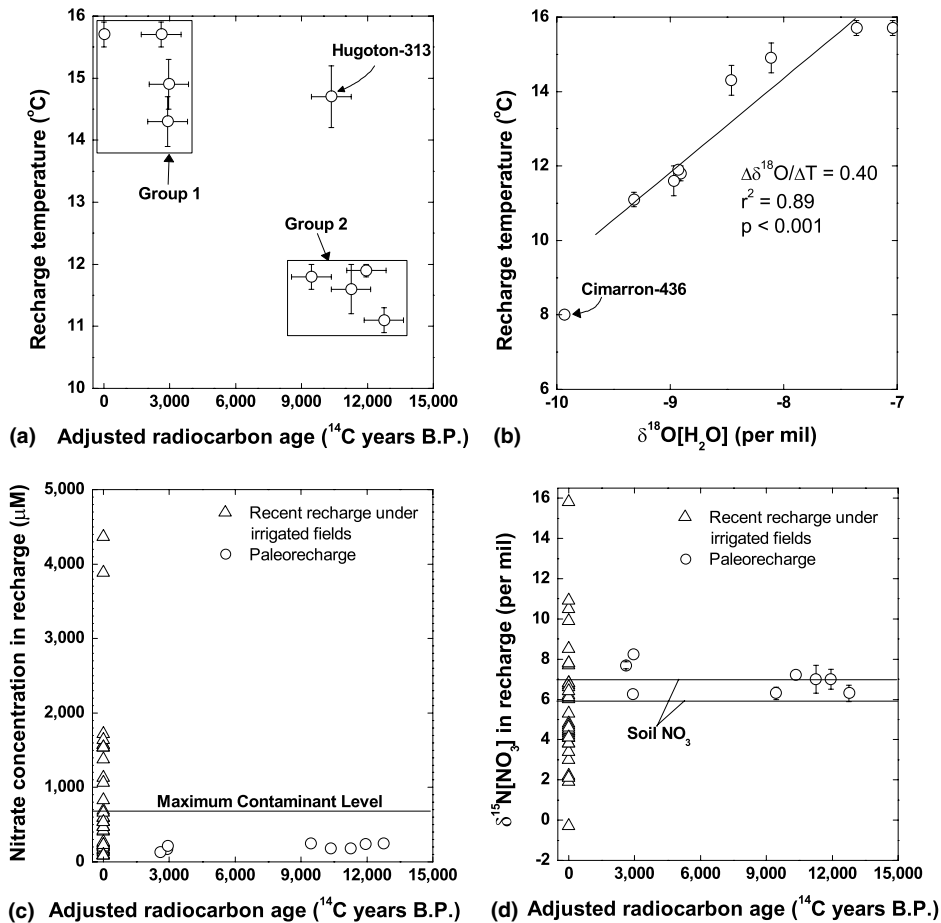 16
15
14
13
12
11
10
Recharge temperature (°C)
Hugoton-313
Group 1
Group 2
0 3,000 6,000 9,000 12,000 15,000
(a) Adjusted radiocarbon age (¹⁴C years B.P.)
16
14
12
10
8
6
Recharge temperature (°C)
Δδ¹⁸O/ΔT = 0.40
r² = 0.89
p < 0.001
Cimarron-436
-10 -9 -8 -7
(b) δ¹⁸O[H₂O] (per mil)
5,000
4,000
3,000
2,000
1,000
0
Nitrate concentration in recharge (μM)
Recent recharge under
irrigated fields
Paleorecharge
Maximum Contaminant Level
0 3,000 6,000 9,000 12,000 15,000
(c) Adjusted radiocarbon age (¹⁴C years B.P.)
16
14
12
10
8
6
4
2
0
-2
δ¹⁵N[NO₃] in recharge (per mil)
Recent recharge under
irrigated fields
Paleorecharge
Soil NO₃
0 3,000 6,000 9,000 12,000 15,000
(d) Adjusted radiocarbon age (¹⁴C years B.P.)